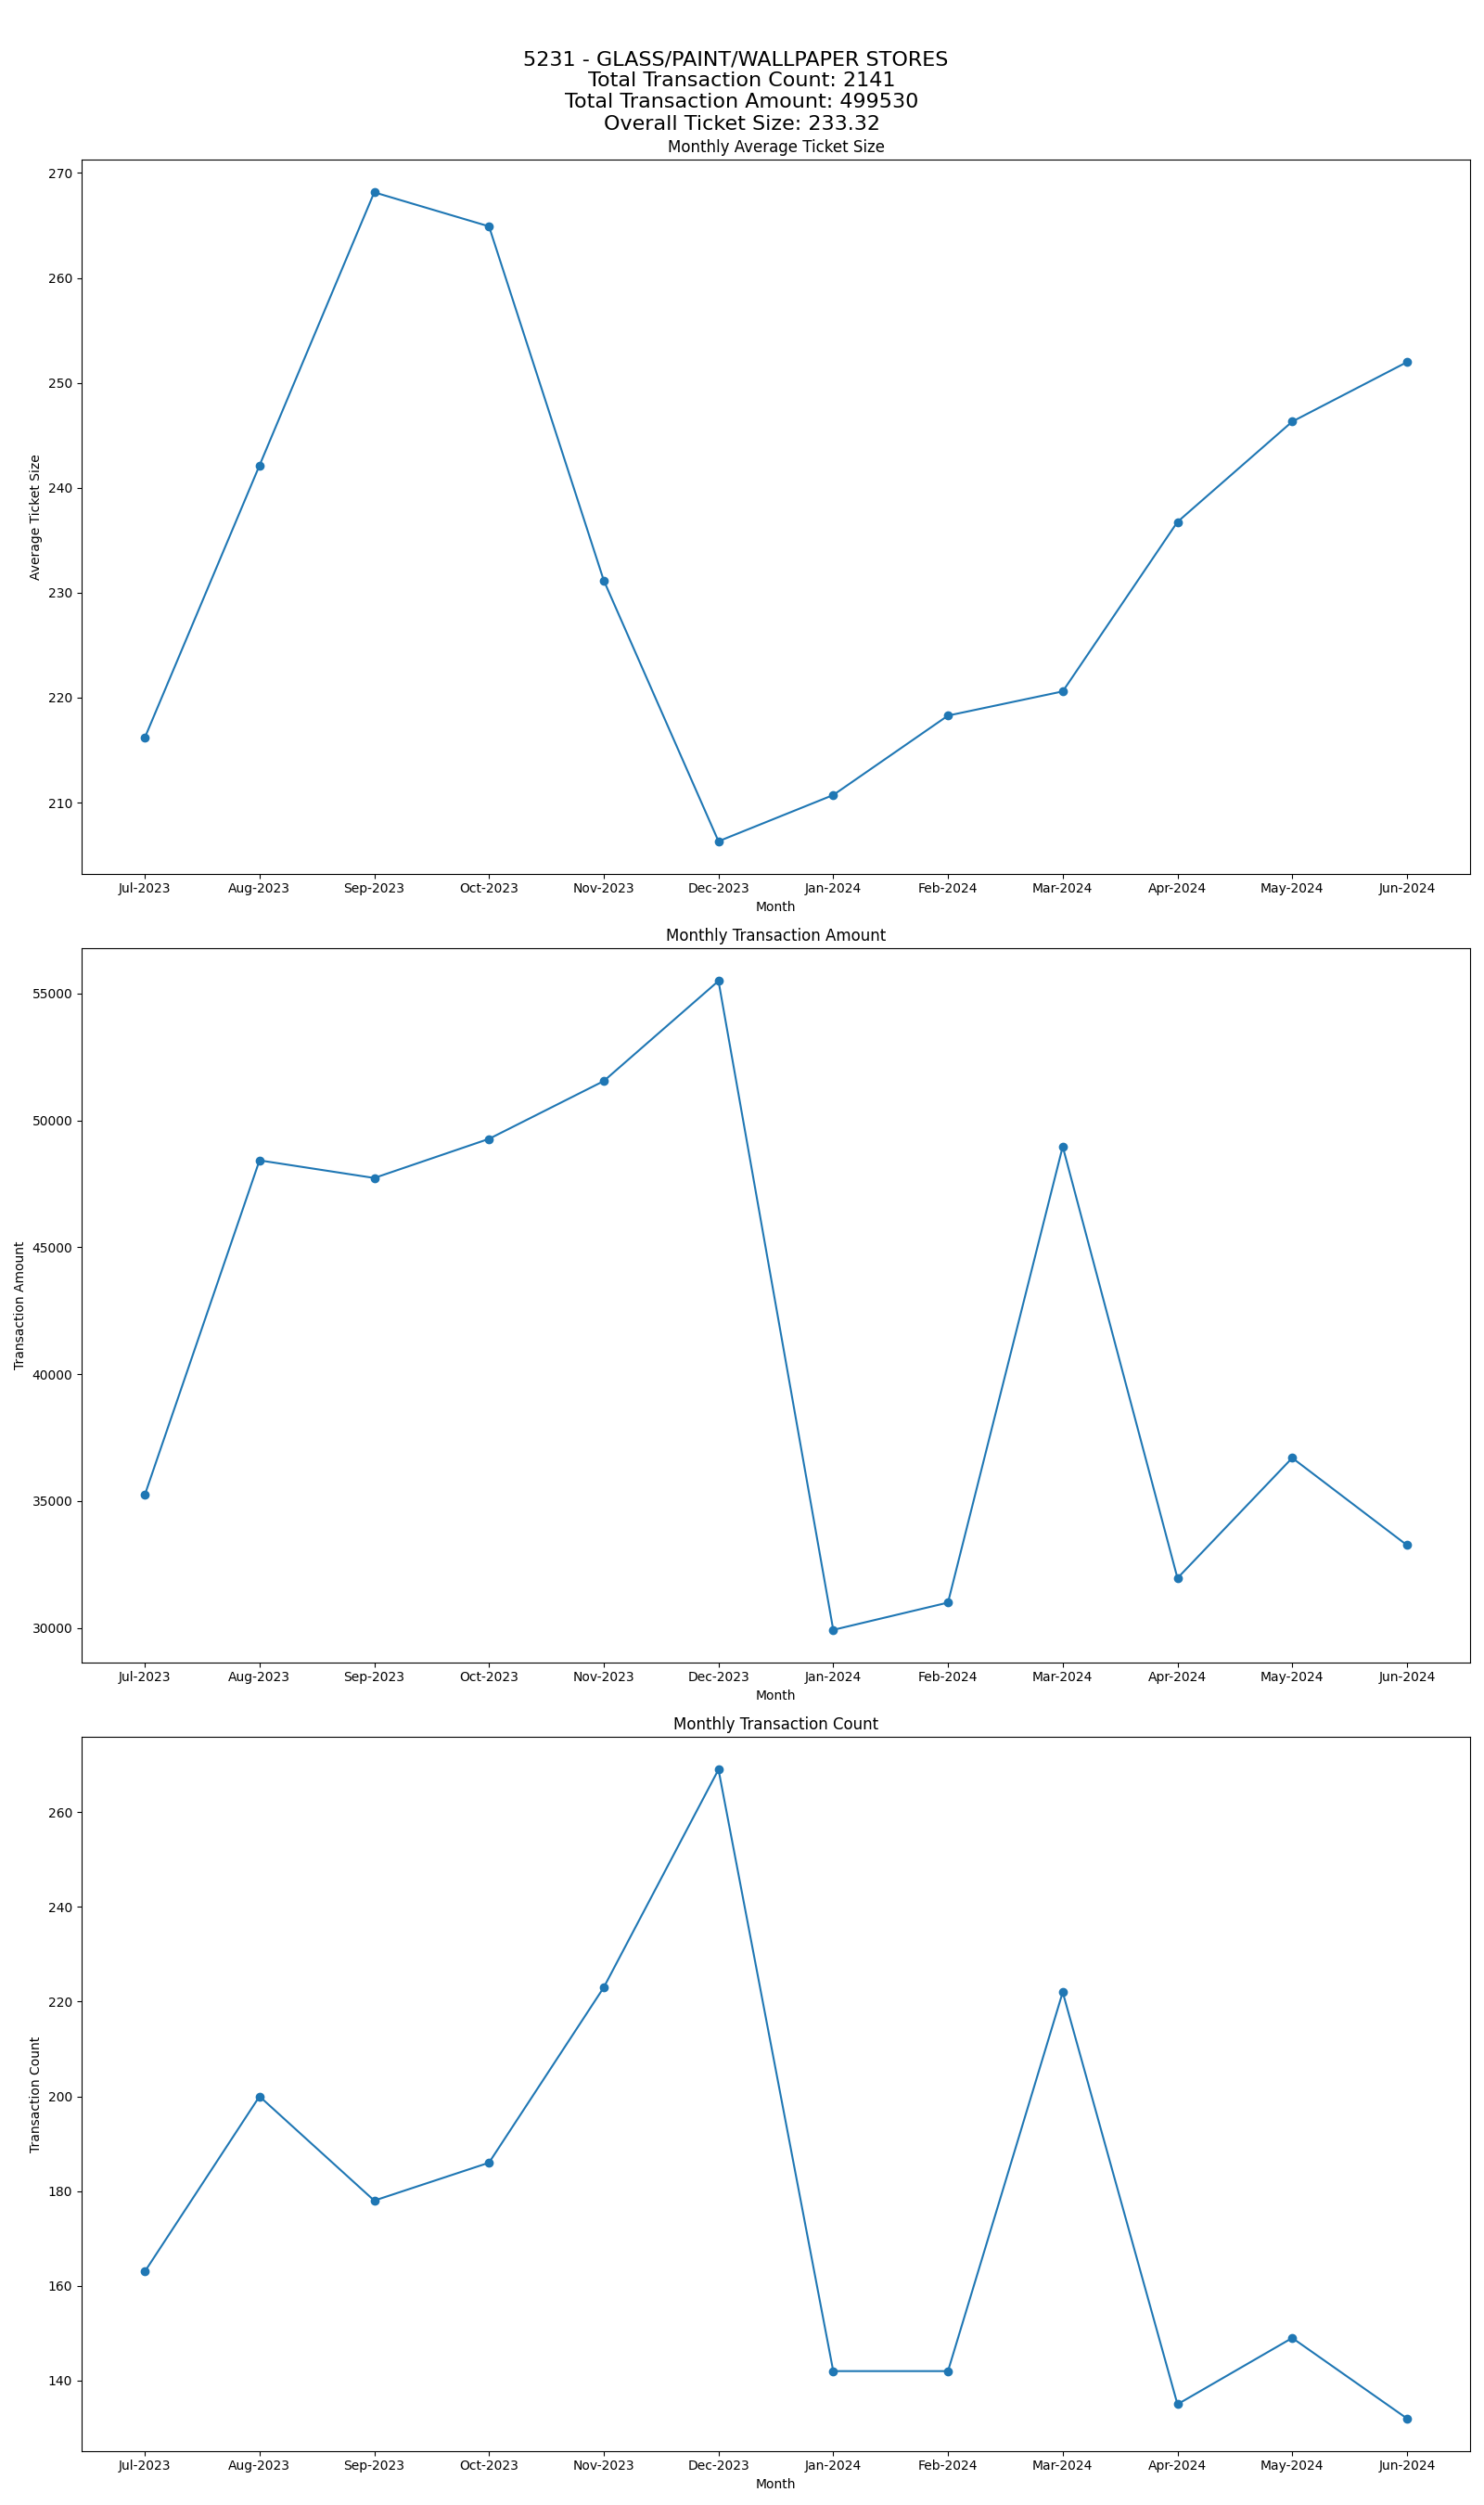 5231 - GLASS/PAINT/WALLPAPER STORES
Total Transaction Count: 2141
Total Transaction Amount: 499530
Overall Ticket Size: 233.32
Monthly Average Ticket Size
270
260
250
240
230
220
210
Average Ticket Size
Jul-2023 Aug-2023 Sep-2023 Oct-2023 Nov-2023 Dec-2023 Jan-2024 Feb-2024 Mar-2024 Apr-2024 May-2024 Jun-2024
Month
Monthly Transaction Amount
55000
50000
45000
40000
35000
30000
Transaction Amount
Jul-2023 Aug-2023 Sep-2023 Oct-2023 Nov-2023 Dec-2023 Jan-2024 Feb-2024 Mar-2024 Apr-2024 May-2024 Jun-2024
Month
Monthly Transaction Count
260
240
220
200
180
160
140
Transaction Count
Jul-2023 Aug-2023 Sep-2023 Oct-2023 Nov-2023 Dec-2023 Jan-2024 Feb-2024 Mar-2024 Apr-2024 May-2024 Jun-2024
Month